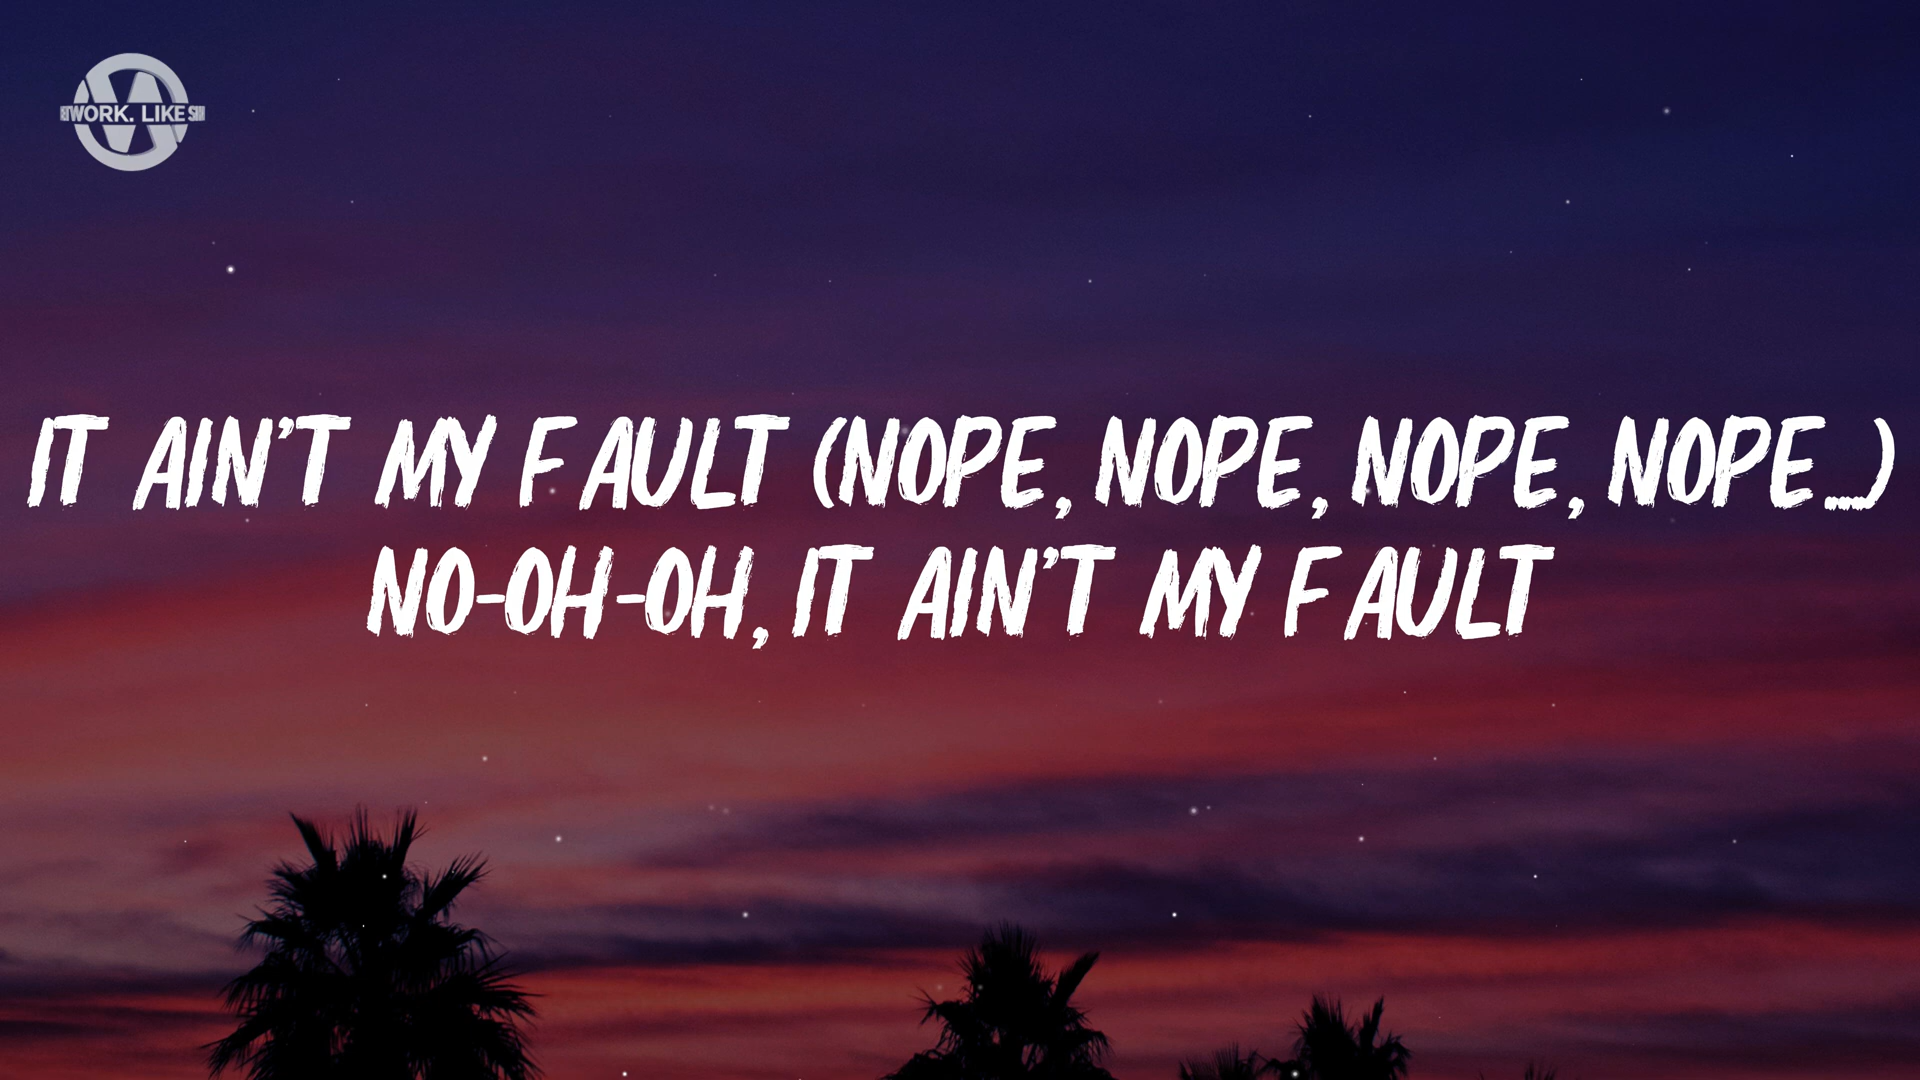 WORK. LIKE
IT AIN'T MY FAULT (NOPE, NOPE, NOPE, NOPE...)
NO-OH-OH, IT AIN'T MY FAULT